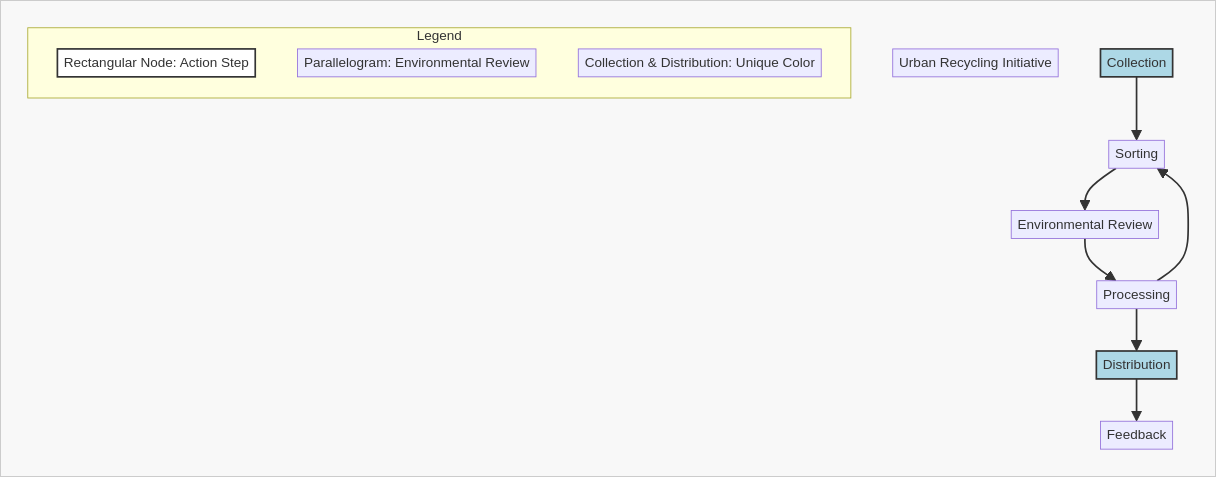 Legend
Rectangular Node: Action Step
Parallelogram: Environmental Review
Collection & Distribution: Unique Color
Urban Recycling Initiative
Collection
Sorting
Environmental Review
Processing
Distribution
Feedback